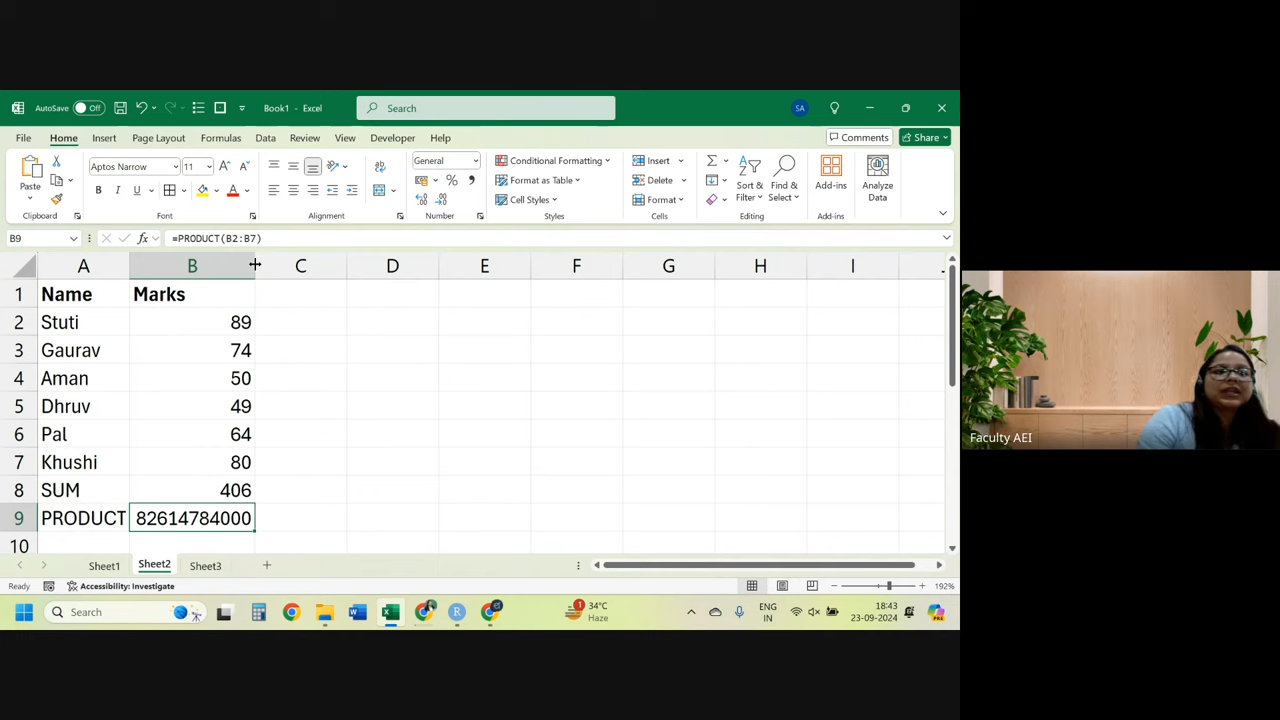 AutoSave Off
Book1 - Excel
Search
SA
File Home Insert Page Layout Formulas Data Review View Developer Help
Comments
Share
Paste
Clipboard
Aptos Narrow 11
B I U
Font
Alignment
General
Number
Conditional Formatting
Format as Table
Cell Styles
Styles
Insert
Delete
Format
Cells
Sort &
Filter
Find &
Select
Editing
Add-ins
Add-ins
Analyze
Data
B9
fx
=PRODUCT(B2:B7)
A B C D E F G H I
1 Name Marks
2 Stuti 89
3 Gaurav 74
4 Aman 50
5 Dhruv 49
6 Pal 64
7 Khushi 80
8 SUM 406
9 PRODUCT 82614784000
10
Sheet1 Sheet2 Sheet3
Ready
Accessibility: Investigate
192%
Search
34°C
Haze
ENG
IN
18:43
23-09-2024
Faculty AEI